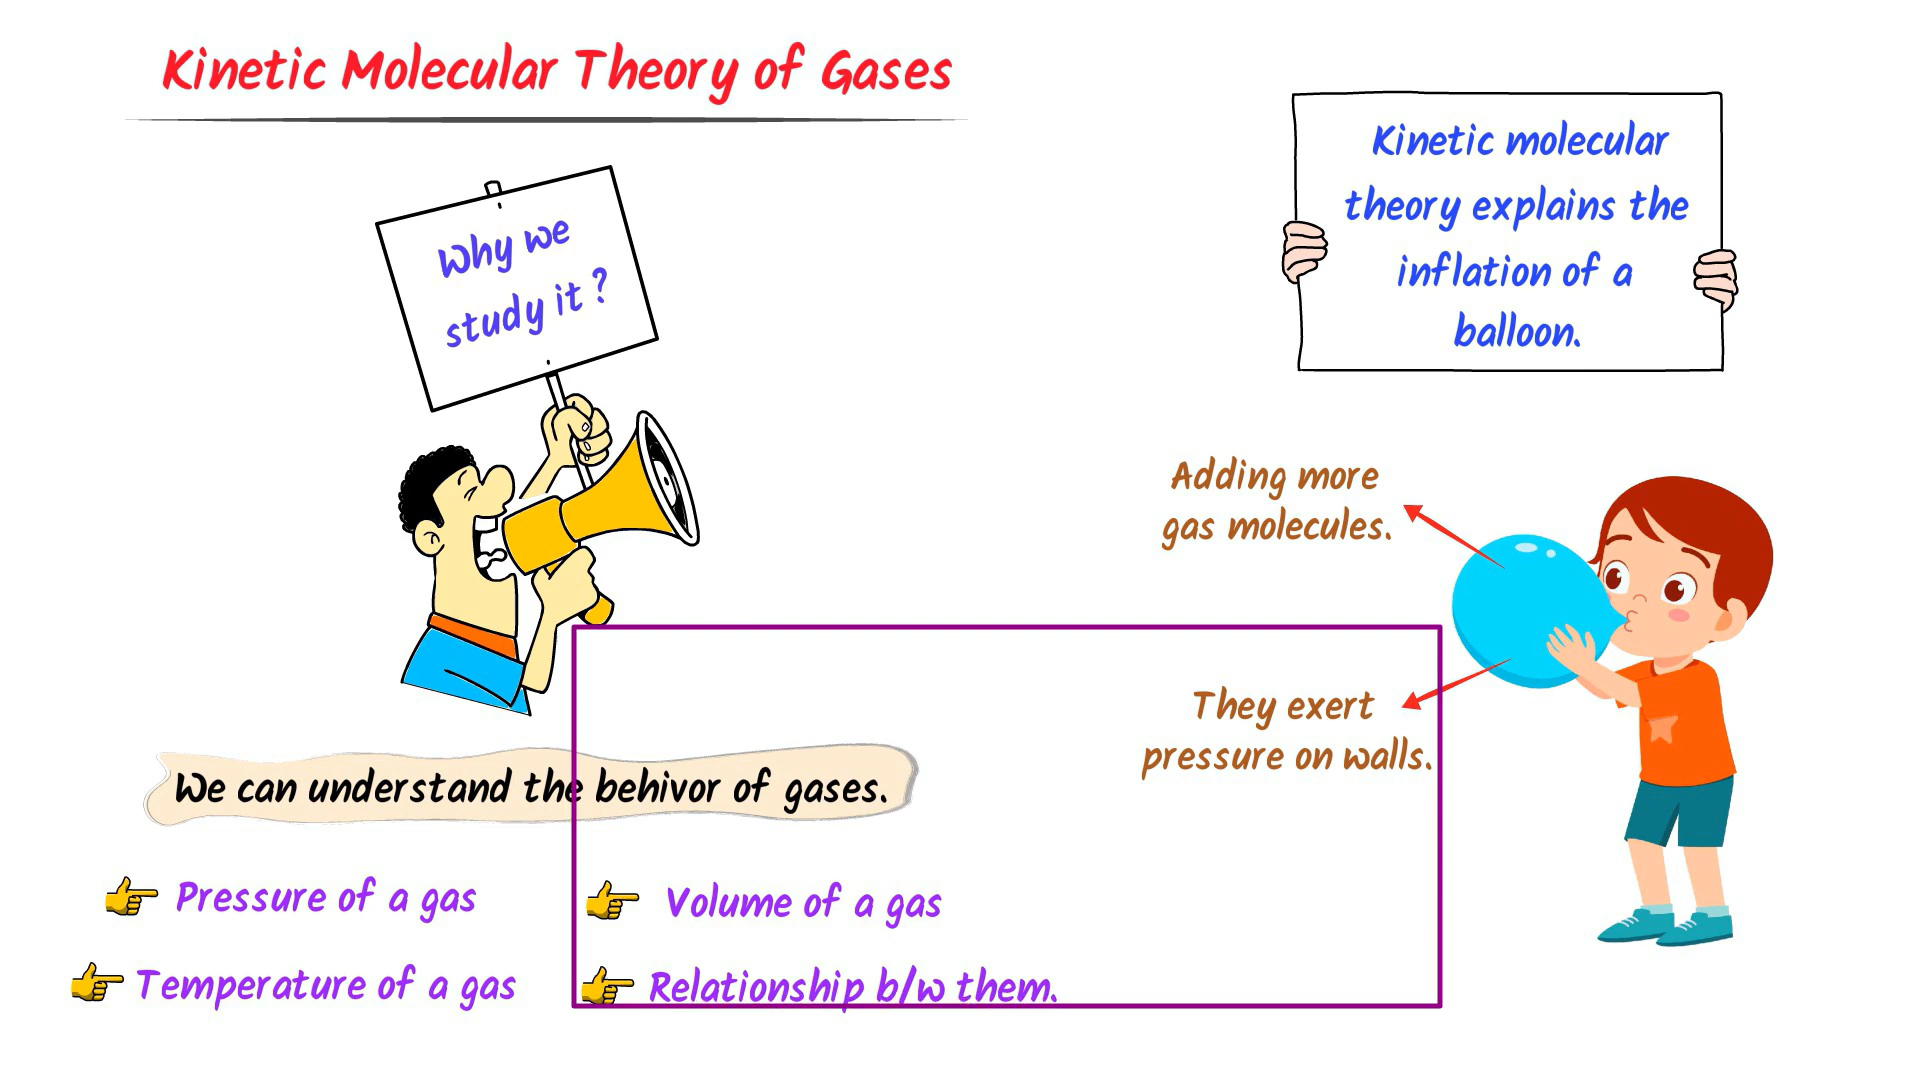 Kinetic Molecular Theory of Gases
Why we
study it ?
We can understand the behivor of gases.
Pressure of a gas
Volume of a gas
Temperature of a gas
Relationship b/w them.
Kinetic molecular
theory explains the
inflation of a
balloon.
Adding more
gas molecules.
They exert
pressure on walls.